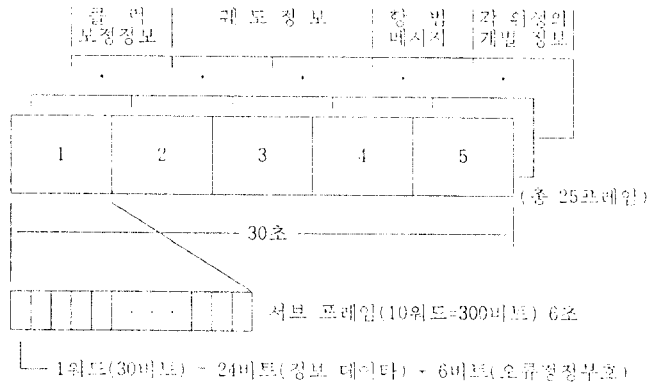 클 럭
보정정보
궤 도 정 보
항 법
메시지
각 위성의
개별 정보
1 2 3 4 5
(총 25프레임)
30초
서브 프레임(10워드=300비트) 6초
1워드(30비트) - 24비트(정보 데이타) + 6비트(오류정정부호)